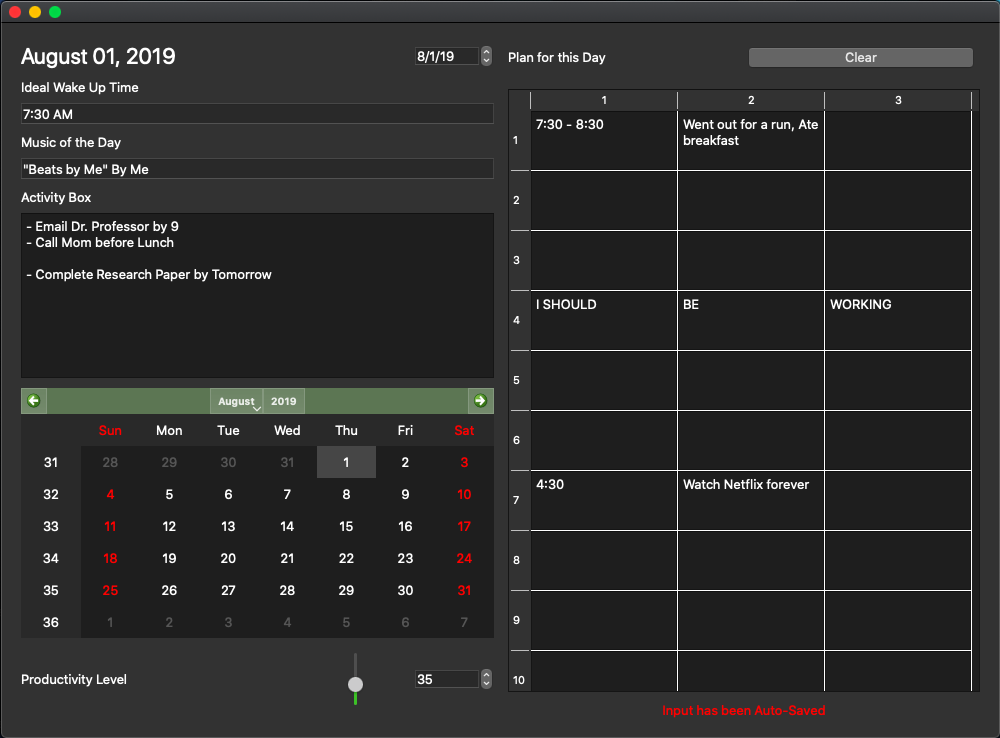 August 01, 2019
8/1/19
Ideal Wake Up Time
7:30 AM
Music of the Day
"Beats by Me" By Me
Activity Box
- Email Dr. Professor by 9
- Call Mom before Lunch
- Complete Research Paper by Tomorrow
August 2019
Sun Mon Tue Wed Thu Fri Sat
31 28 29 30 31 1 2 3
32 4 5 6 7 8 9 10
33 11 12 13 14 15 16 17
34 18 19 20 21 22 23 24
35 25 26 27 28 29 30 31
36 1 2 3 4 5 6 7
Productivity Level
35
Plan for this Day
Clear
1 2 3
1 7:30 - 8:30 Went out for a run, Ate
breakfast
2
3
4 I SHOULD BE WORKING
5
6
7 4:30 Watch Netflix forever
8
9
10
Input has been Auto-Saved